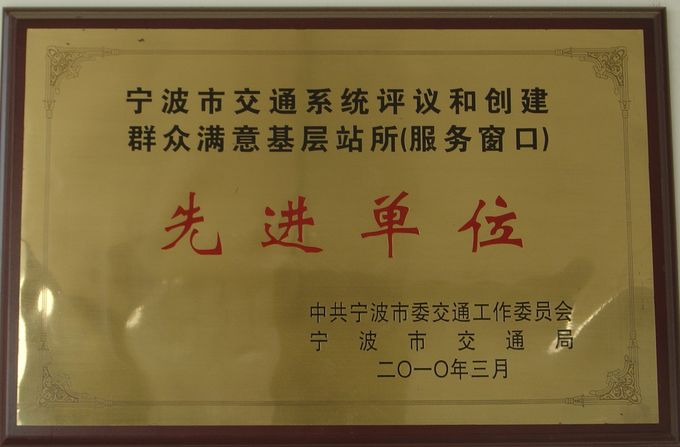 宁波市交通系统评议和创建
群众满意基层站所(服务窗口)
先进单位
中共宁波市委交通工作委员会
宁波市交通局
二〇一〇年三月